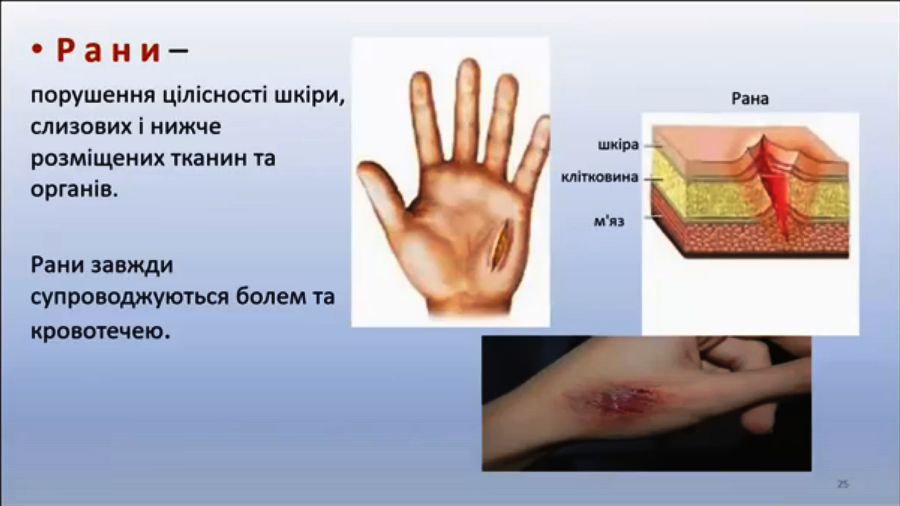 • Рани –
порушення цілісності шкіри,
слизових і нижче
розміщених тканин та
органів.
Рани завжди
супроводжуються болем та
кровотечею.
Рана
шкіра
клітковина
м'яз
25